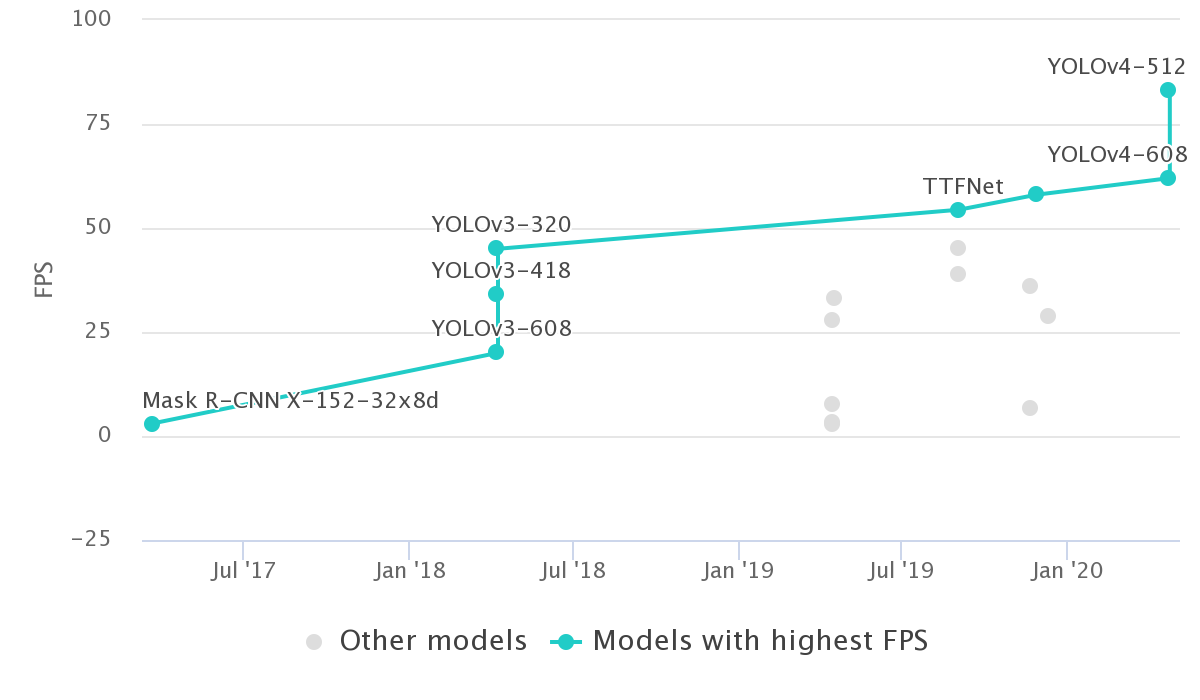 100
YOLOv4-512
75
YOLOv4-608
TTFNet
50
YOLOv3-320
YOLOv3-418
FPS
25
YOLOv3-608
Mask R-CNN X-152-32x8d
0
-25
Jul '17
Jan '18
Jul '18
Jan '19
Jul '19
Jan '20
Other models
Models with highest FPS